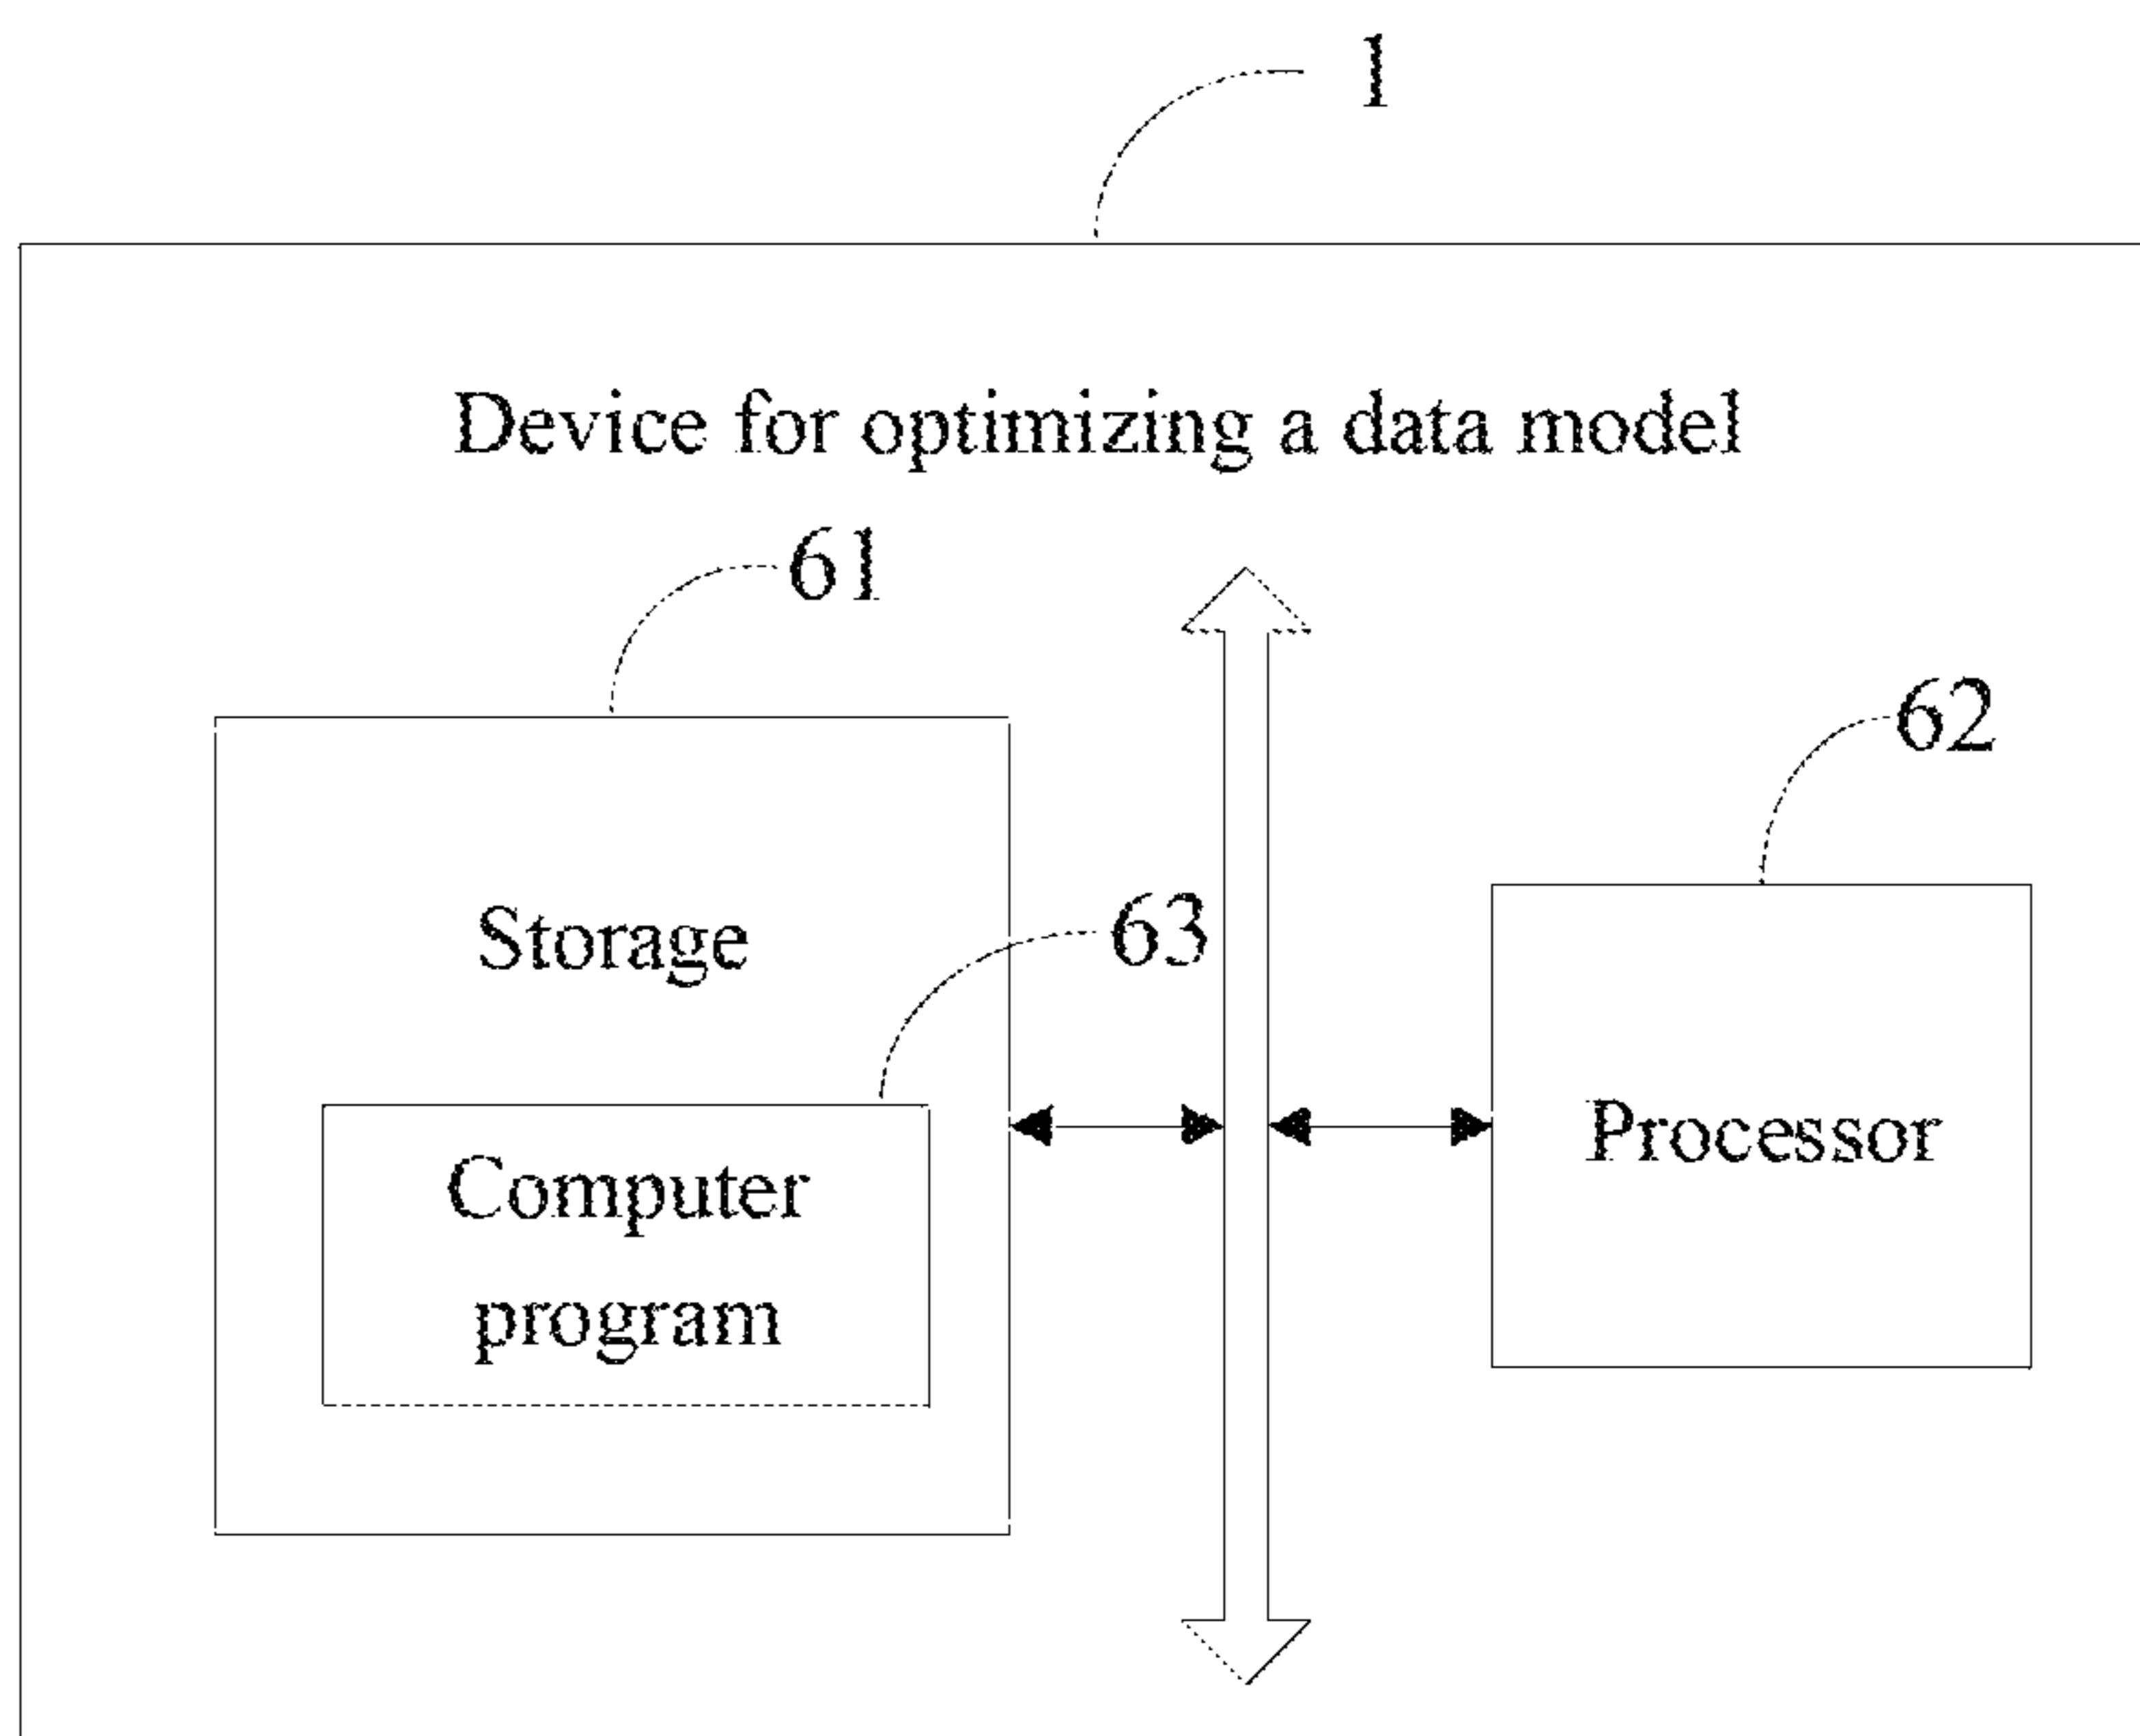 1
Device for optimizing a data model
61
62
63
Storage
Processor
Computer
program